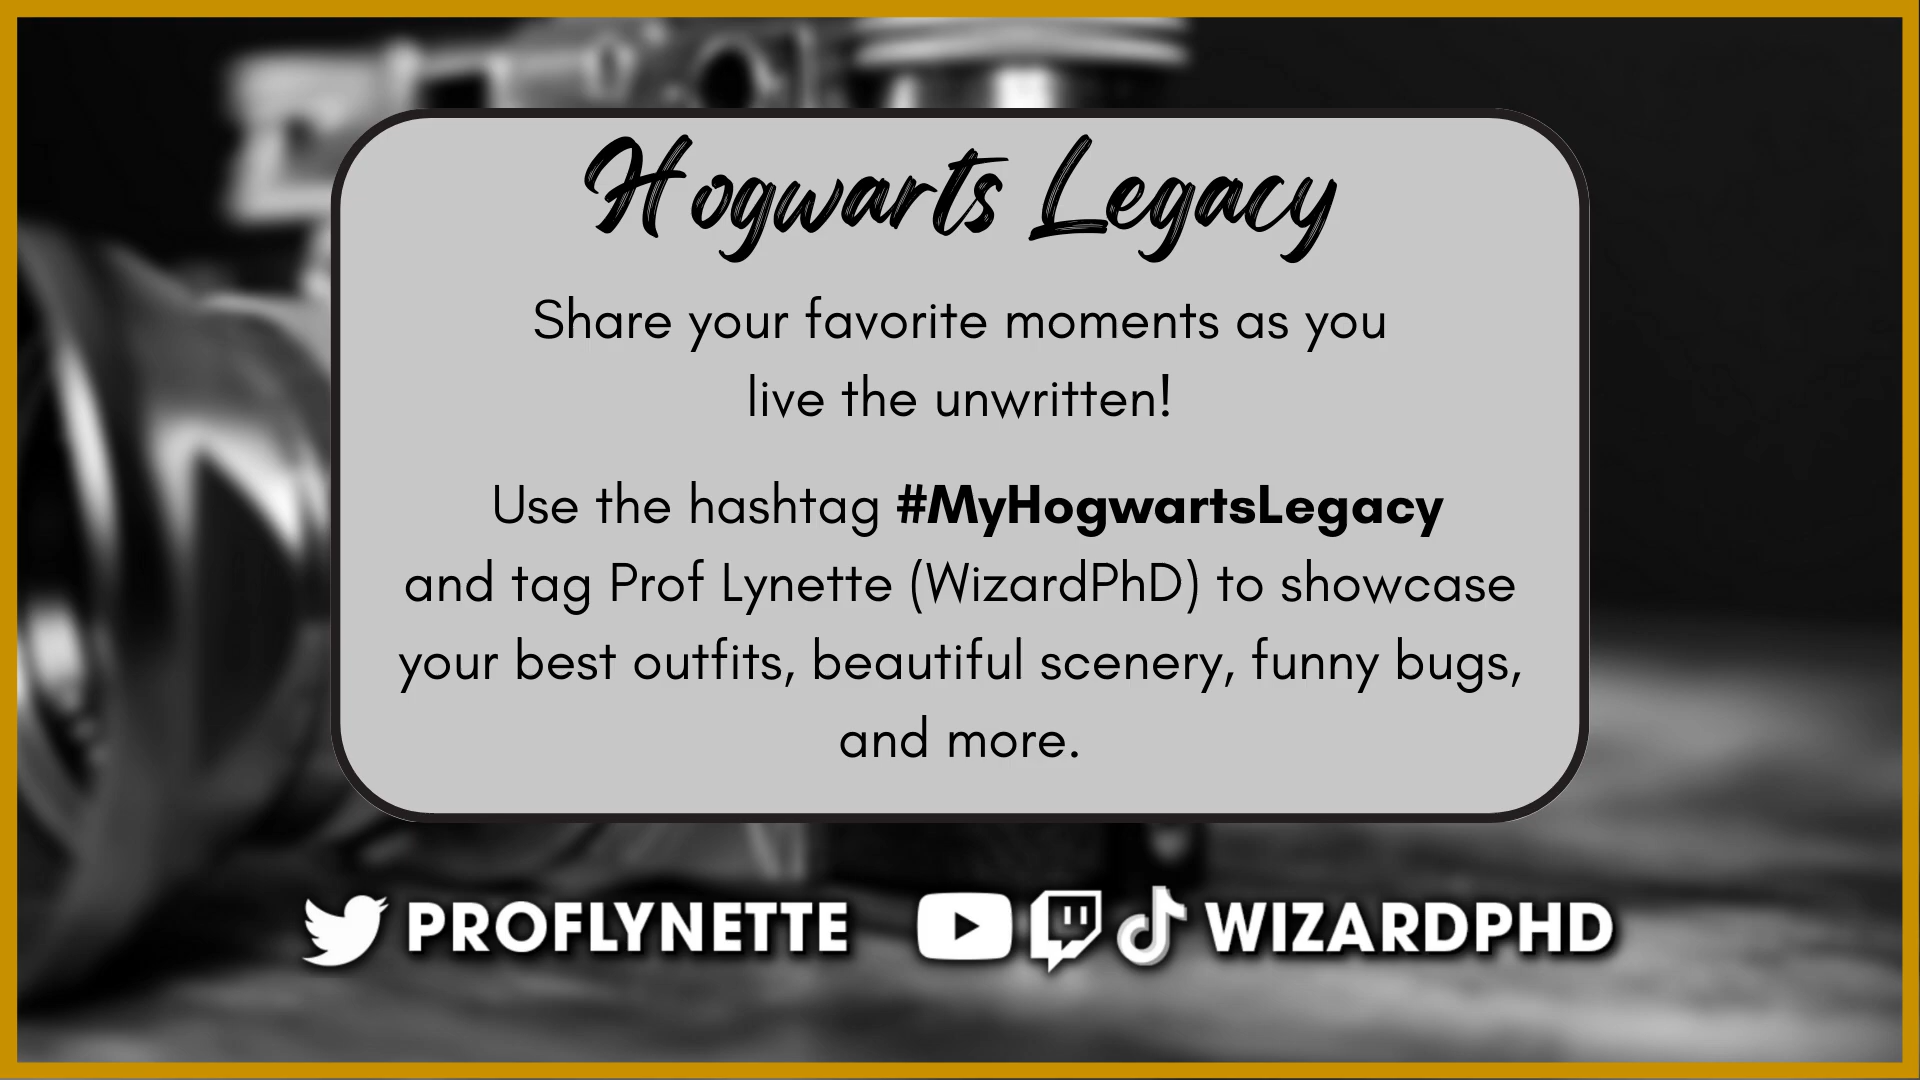 Hogwarts Legacy
Share your favorite moments as you
live the unwritten!
Use the hashtag #MyHogwartsLegacy
and tag Prof Lynette (WizardPhD) to showcase
your best outfits, beautiful scenery, funny bugs,
and more.
PROFLYNETTE WIZARDPHD